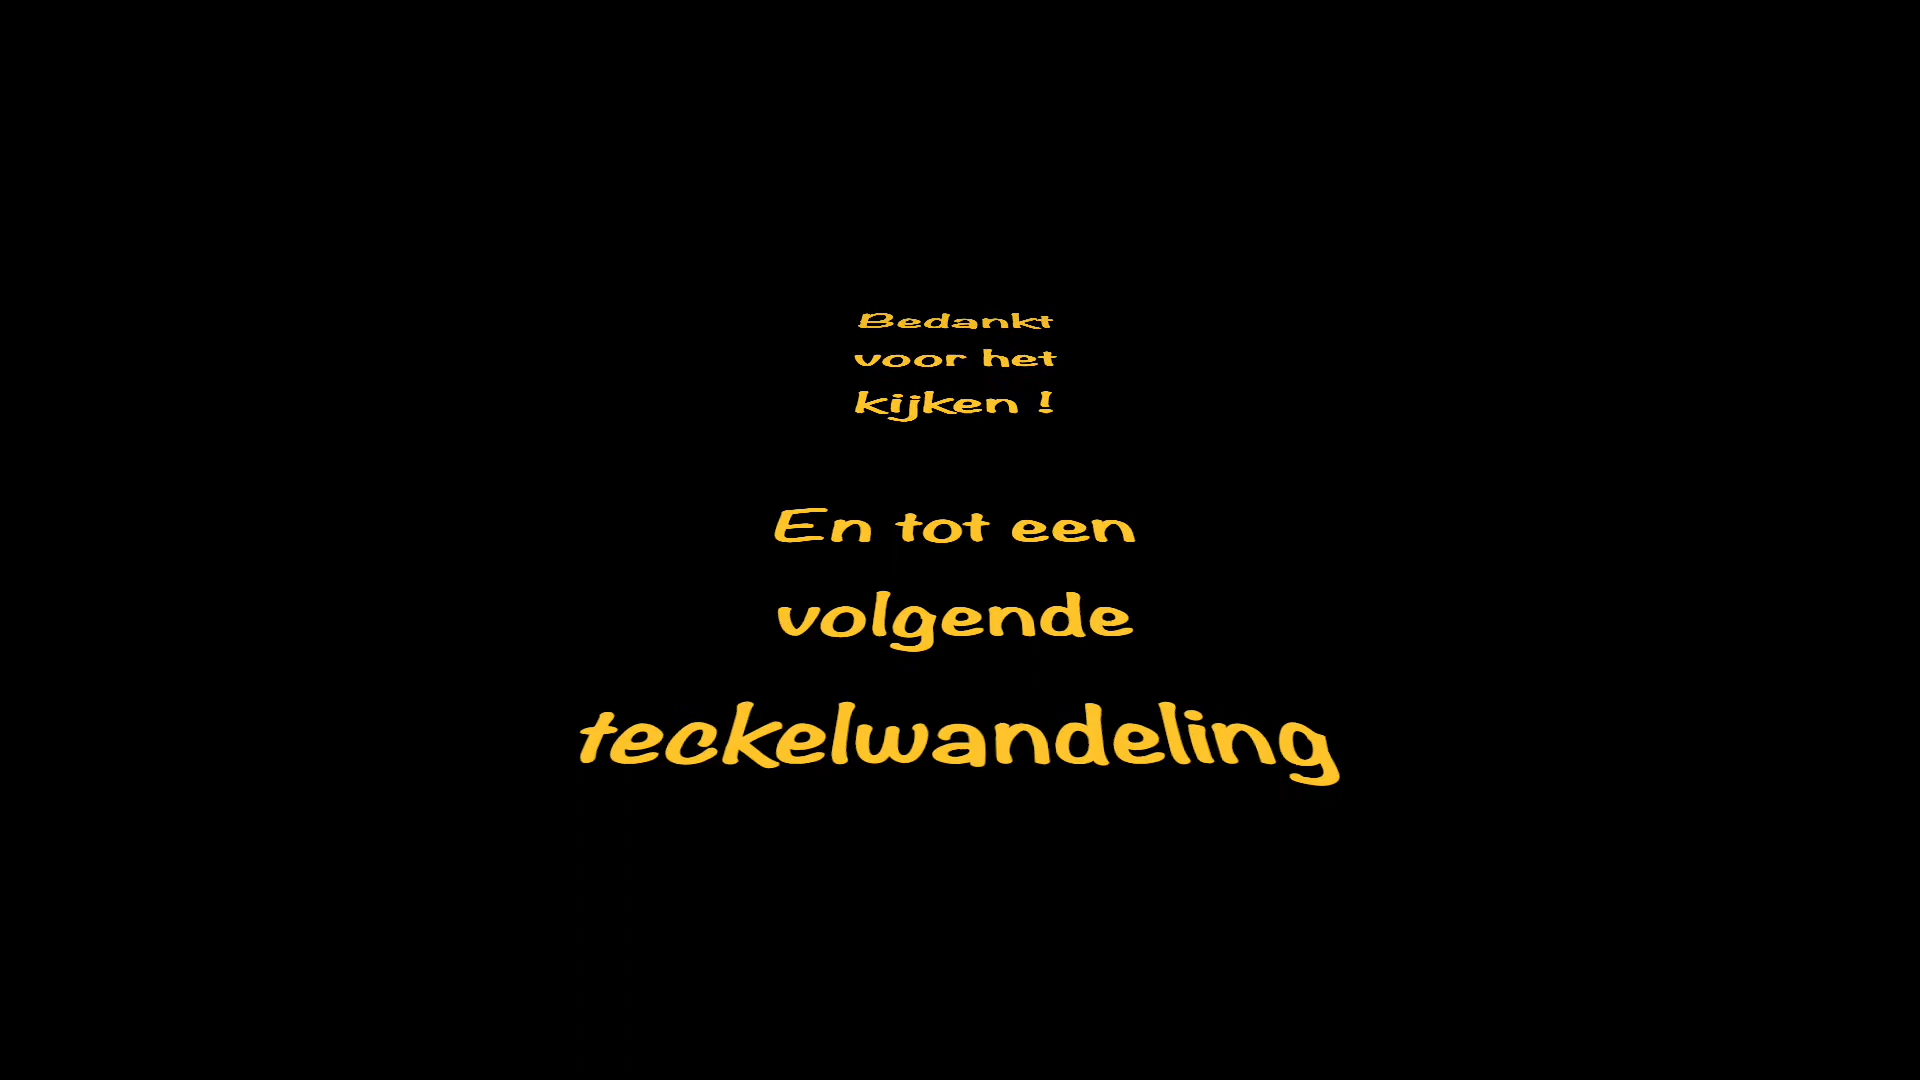 Bedankt
voor het
kijken !
En tot een
volgende
teckelwandeling